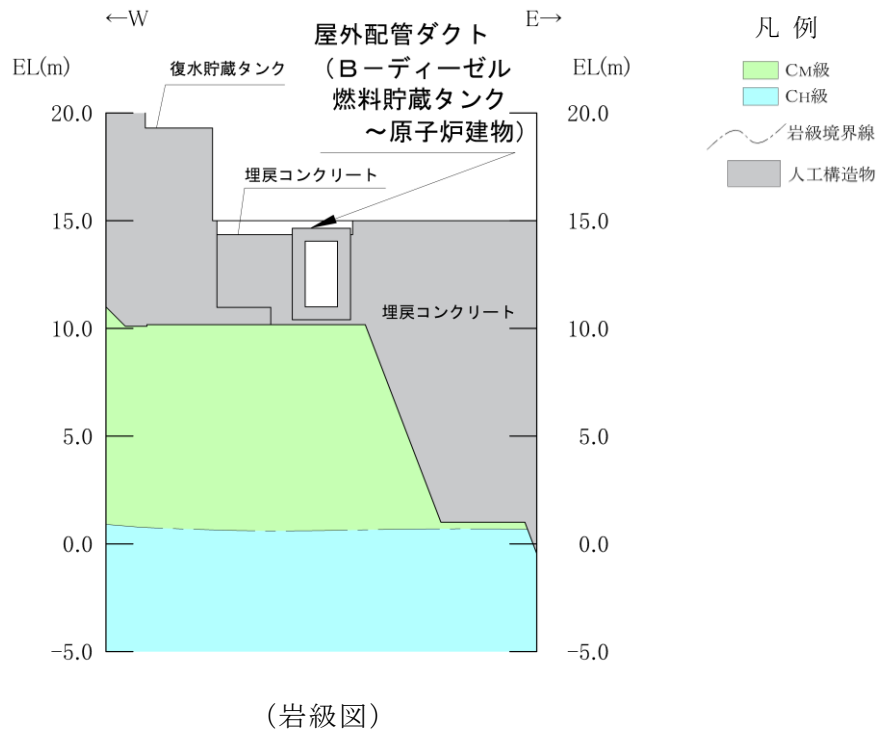 ←W
E→
屋外配管ダクト
(B－ディーゼル
燃料貯蔵タンク
～原子炉建物)
凡 例
CM級
CH級
岩級境界線
人工構造物
EL(m)
EL(m)
復水貯蔵タンク
埋戻コンクリート
埋戻コンクリート
20.0
15.0
10.0
5.0
0.0
-5.0
20.0
15.0
10.0
5.0
0.0
-5.0
(岩級図)